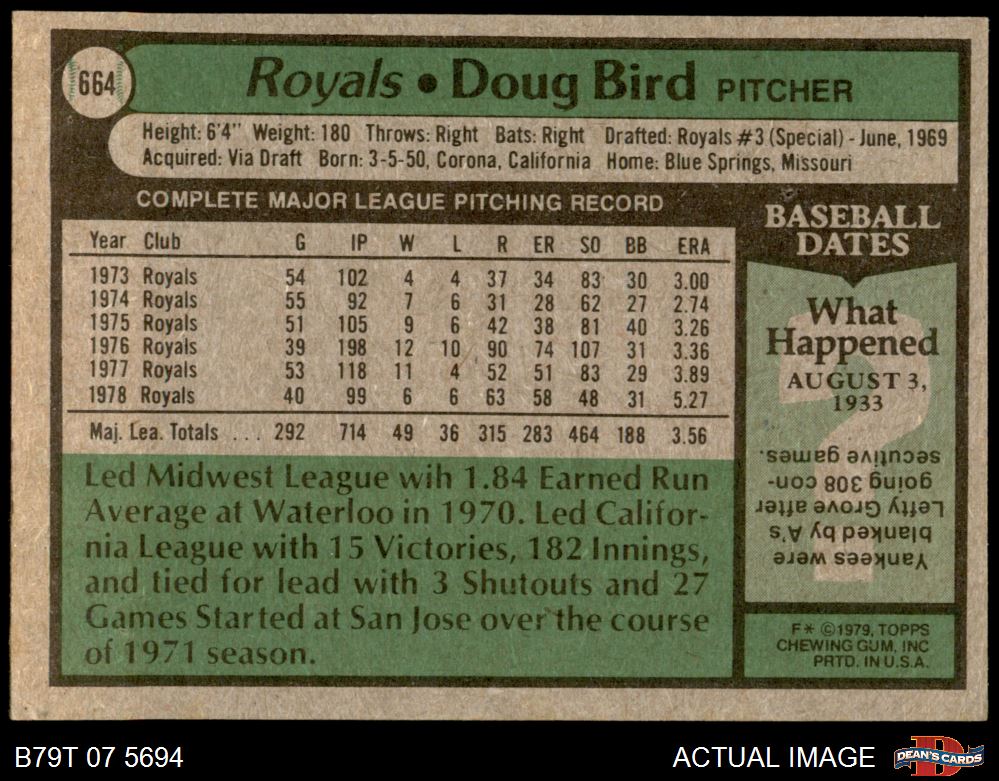 664
Royals • Doug Bird PITCHER
Height: 6'4" Weight: 180 Throws: Right Bats: Right Drafted: Royals #3 (Special) - June, 1969
Acquired: Via Draft Born: 3-5-50, Corona, California Home: Blue Springs, Missouri
COMPLETE MAJOR LEAGUE PITCHING RECORD
Year Club G IP W L R ER SO BB ERA
1973 Royals 54 102 4 4 37 34 83 30 3.00
1974 Royals 55 92 7 6 31 28 62 27 2.74
1975 Royals 51 105 9 6 42 38 81 40 3.26
1976 Royals 39 198 12 10 90 74 107 31 3.36
1977 Royals 53 118 11 4 52 51 83 29 3.89
1978 Royals 40 99 6 6 63 58 48 31 5.27
Maj. Lea. Totals ... 292 714 49 36 315 283 464 188 3.56
Led Midwest League wih 1.84 Earned Run
Average at Waterloo in 1970. Led Califor-
nia League with 15 Victories, 182 Innings,
and tied for lead with 3 Shutouts and 27
Games Started at San Jose over the course
of 1971 season.
BASEBALL
DATES
What
Happened
AUGUST 3,
1933
?
Yankees were
blanked by A's
Lefty Grove after
going 308 con-
secutive games.
F* ©1979, TOPPS
CHEWING GUM, INC
PRTD. IN U.S.A.
B79T 07 5694
ACTUAL IMAGE
D
DEAN'S CARDS